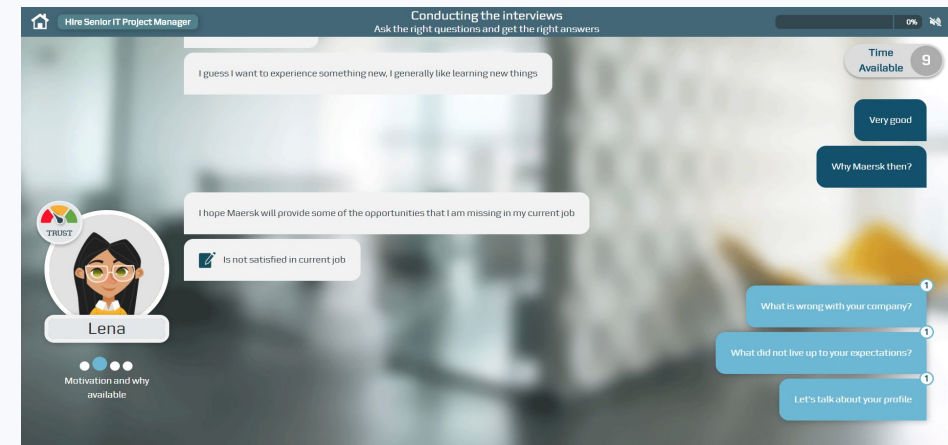 Hire Senior IT Project Manager
Conducting the interviews
Ask the right questions and get the right answers
0%
Time
Available
9
I guess I want to experience something new, I generally like learning new things
Very good
Why Maersk then?
I hope Maersk will provide some of the opportunities that I am missing in my current job
TRUST
Is not satisfied in current job
Lena
Motivation and why
available
1
What is wrong with your company?
1
What did not live up to your expectations?
1
Let's talk about your profile